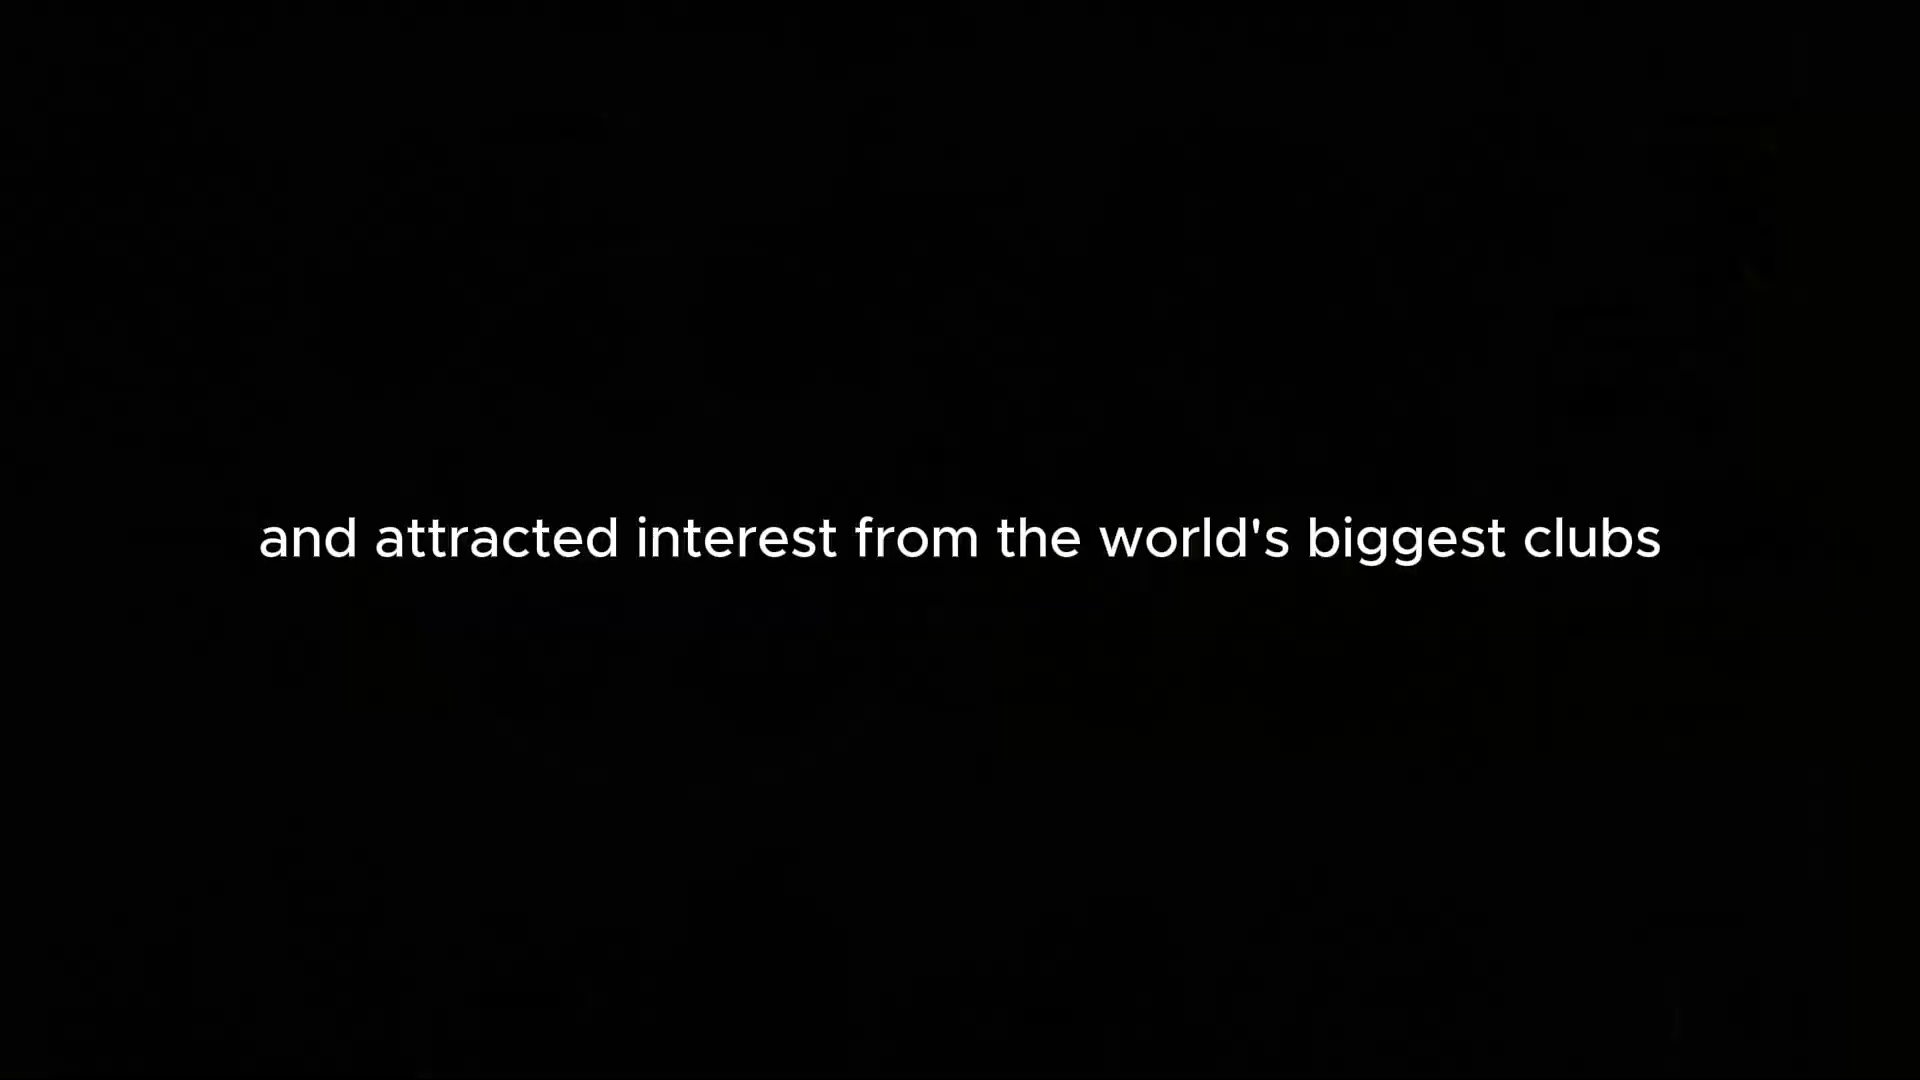 and attracted interest from the world's biggest clubs